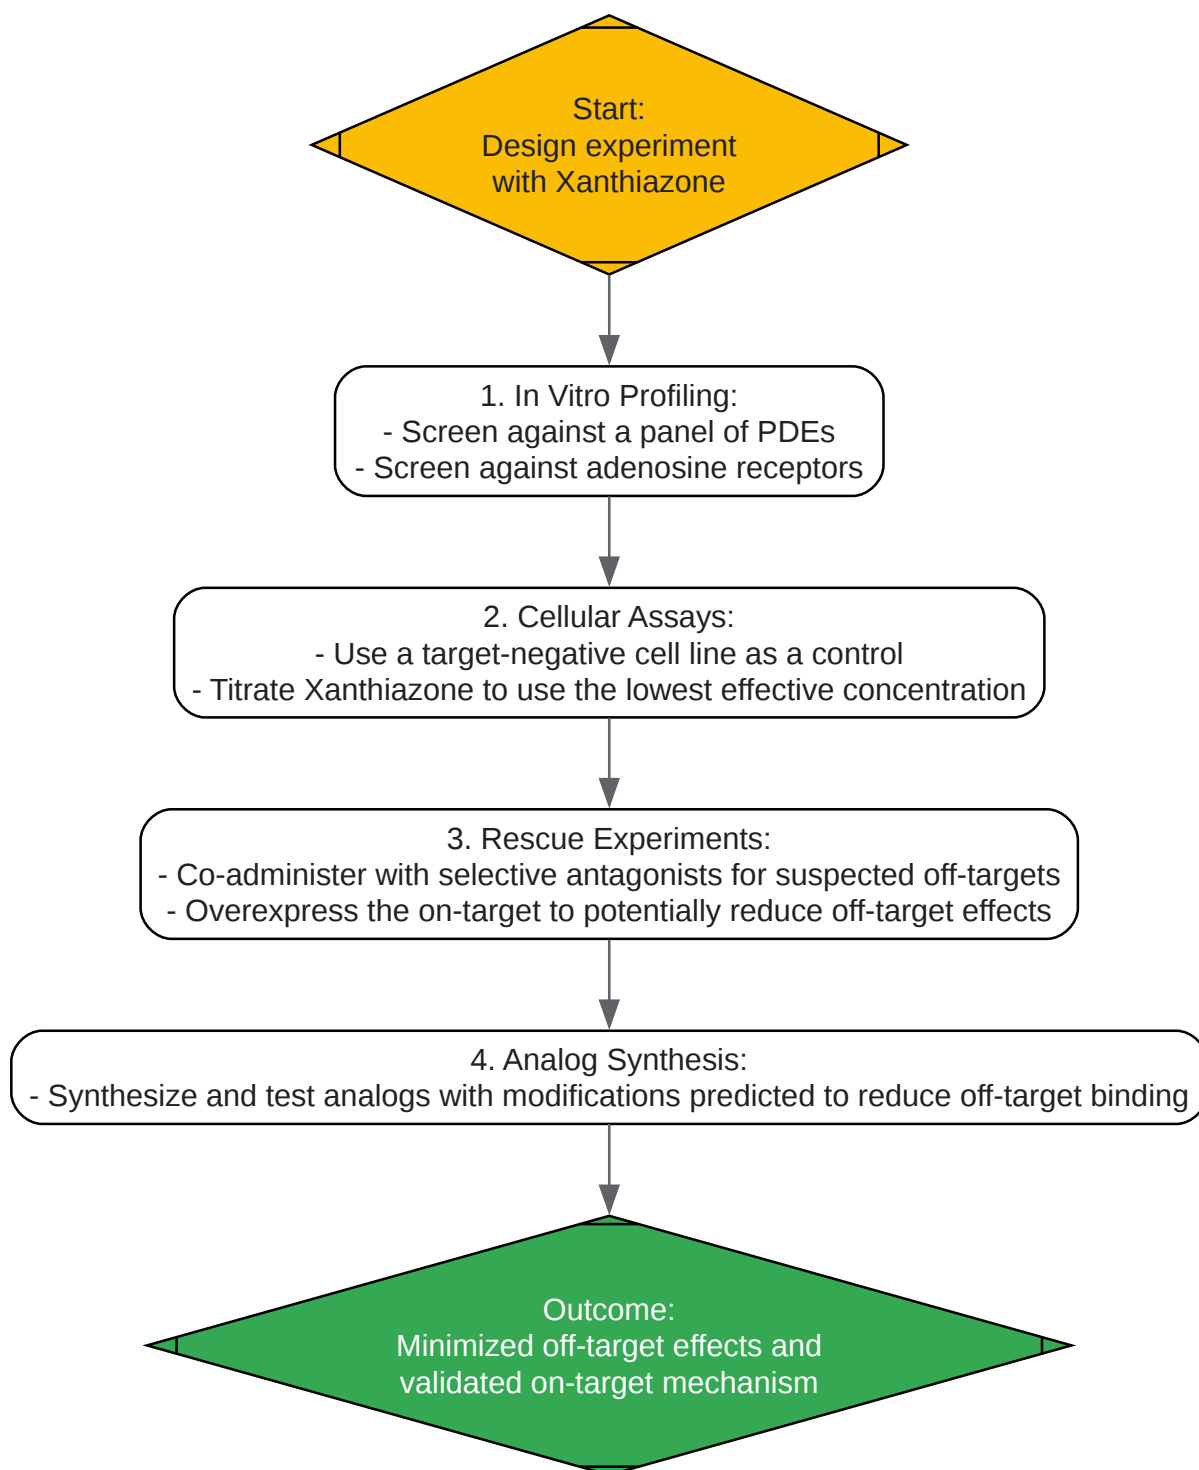 Start:
Design experiment
with Xanthiazone
1. In Vitro Profiling:
- Screen against a panel of PDEs
- Screen against adenosine receptors
2. Cellular Assays:
- Use a target-negative cell line as a control
- Titrate Xanthiazone to use the lowest effective concentration
3. Rescue Experiments:
- Co-administer with selective antagonists for suspected off-targets
- Overexpress the on-target to potentially reduce off-target effects
4. Analog Synthesis:
- Synthesize and test analogs with modifications predicted to reduce off-target binding
Outcome:
Minimized off-target effects and
validated on-target mechanism